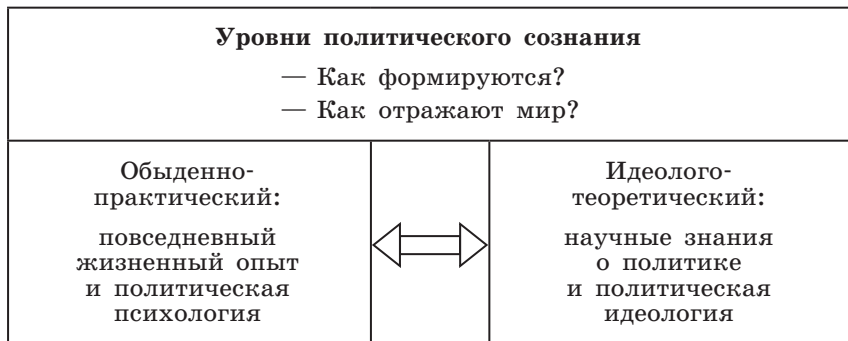 Уровни политического сознания
— Как формируются?
— Как отражают мир?
Обыденно-
практический:
повседневный
жизненный опыт
и политическая
психология
Идеолого-
теоретический:
научные знания
о политике
и политическая
идеология